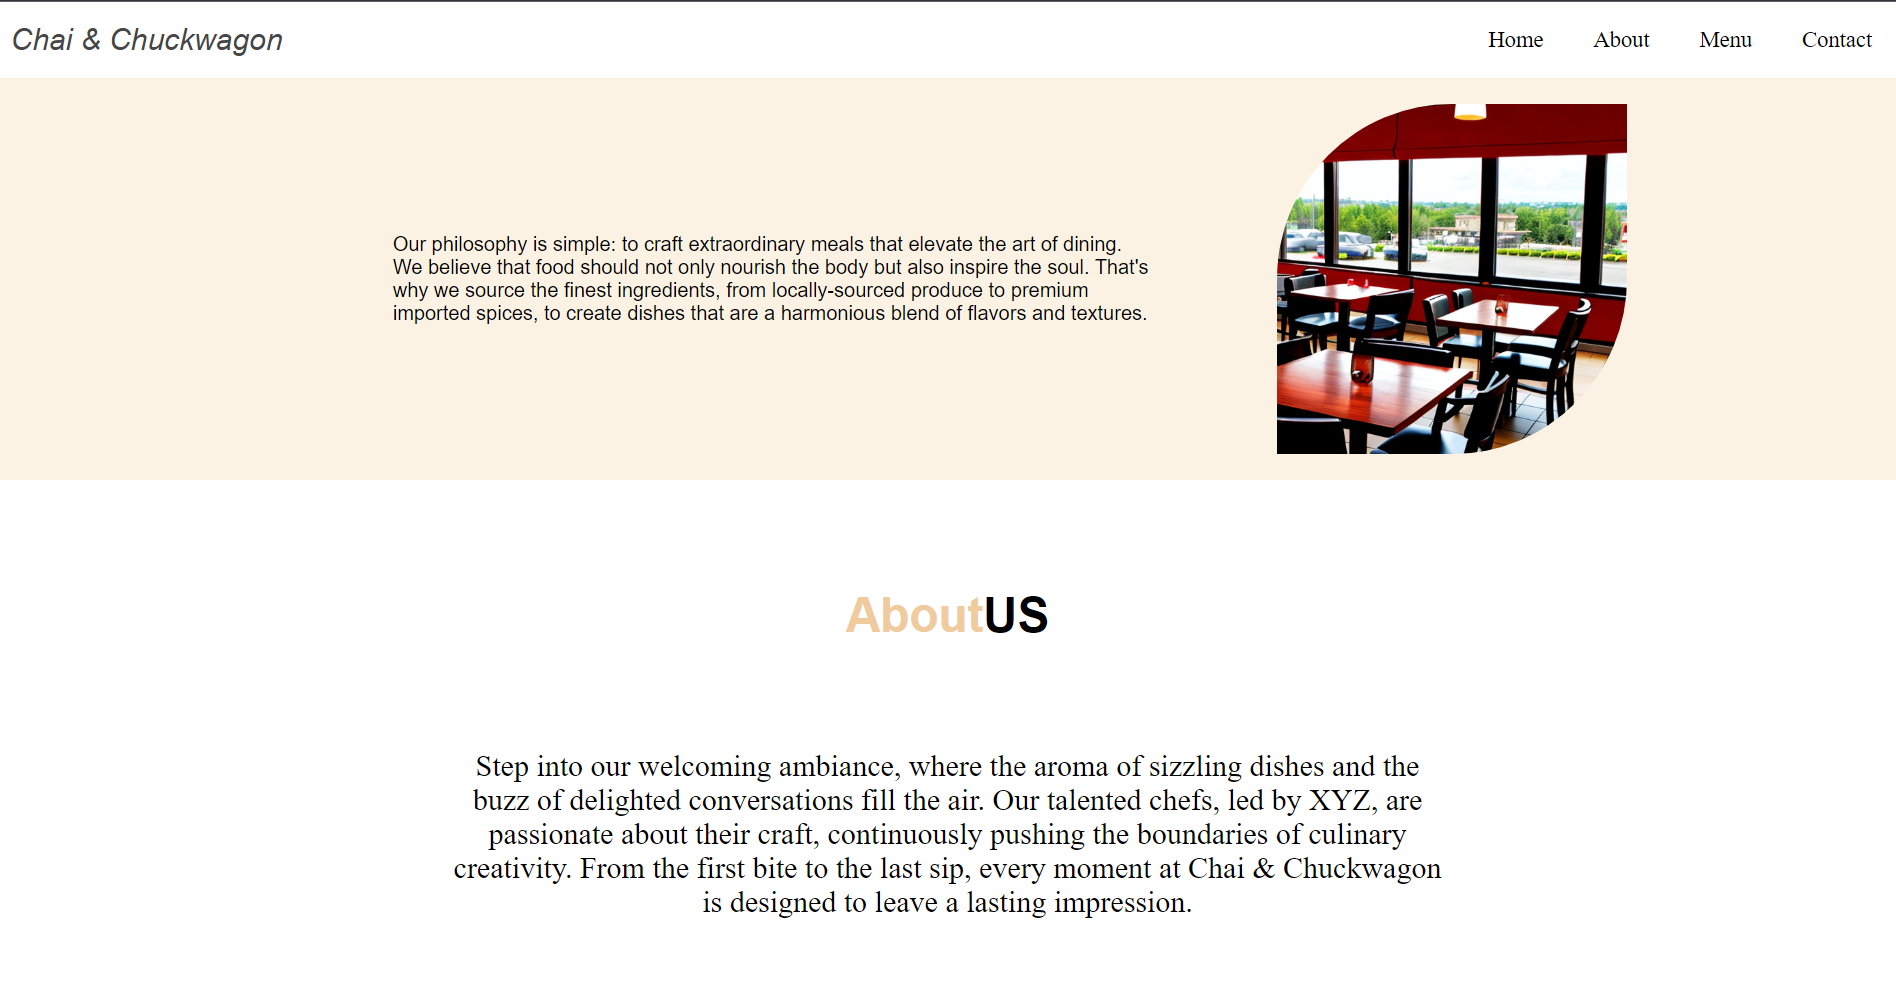 Chai & Chuckwagon
Home About Menu Contact
Our philosophy is simple: to craft extraordinary meals that elevate the art of dining.
We believe that food should not only nourish the body but also inspire the soul. That's
why we source the finest ingredients, from locally-sourced produce to premium
imported spices, to create dishes that are a harmonious blend of flavors and textures.
AboutUS
Step into our welcoming ambiance, where the aroma of sizzling dishes and the
buzz of delighted conversations fill the air. Our talented chefs, led by XYZ, are
passionate about their craft, continuously pushing the boundaries of culinary
creativity. From the first bite to the last sip, every moment at Chai & Chuckwagon
is designed to leave a lasting impression.